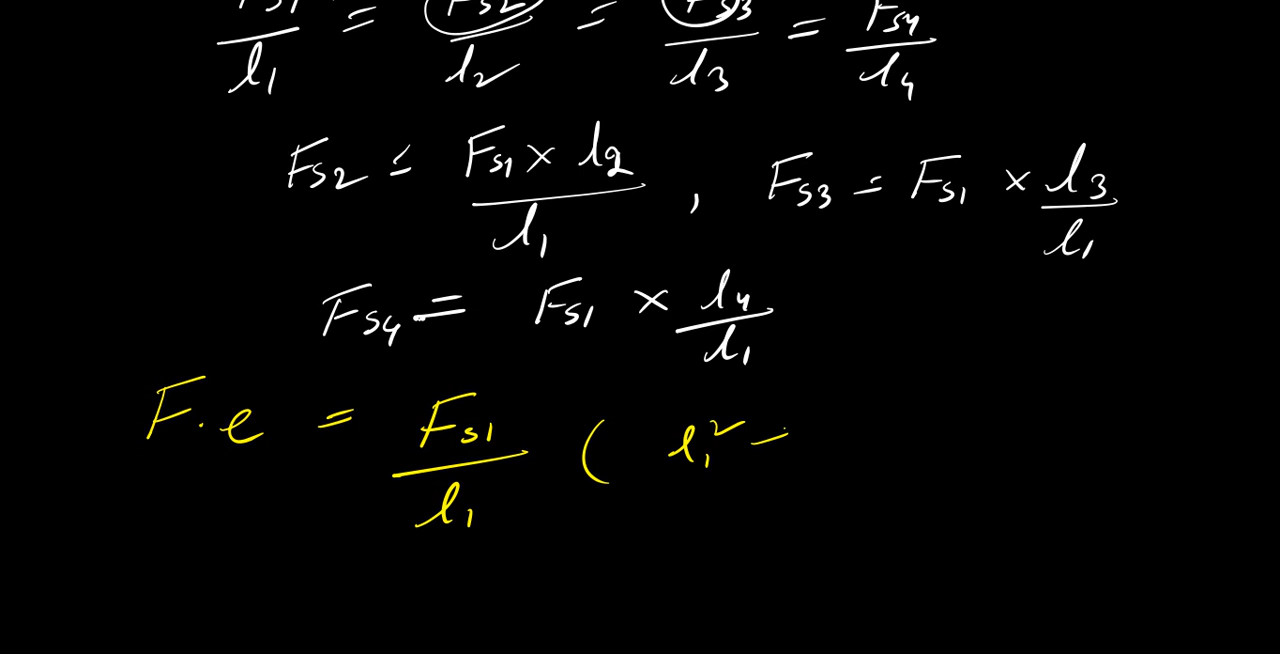 Fs1/l1 = Fs2/l2 = Fs3/l3 = Fs4/l4
Fs2 = Fs1 × l2/l1 , Fs3 = Fs1 × l3/l1
Fs4 = Fs1 × l4/l1
F.e = Fs1/l1 ( l1² -